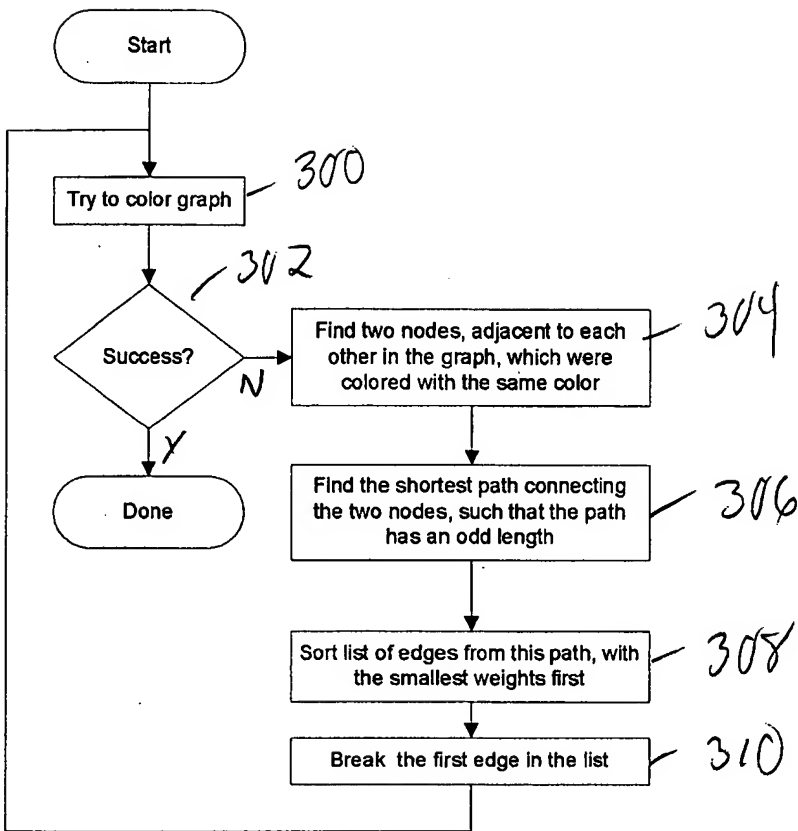 Start
300
Try to color graph
302
Success?
N
Y
Done
Find two nodes, adjacent to each
other in the graph, which were
colored with the same color
304
Find the shortest path connecting
the two nodes, such that the path
has an odd length
306
Sort list of edges from this path, with
the smallest weights first
308
Break the first edge in the list
310